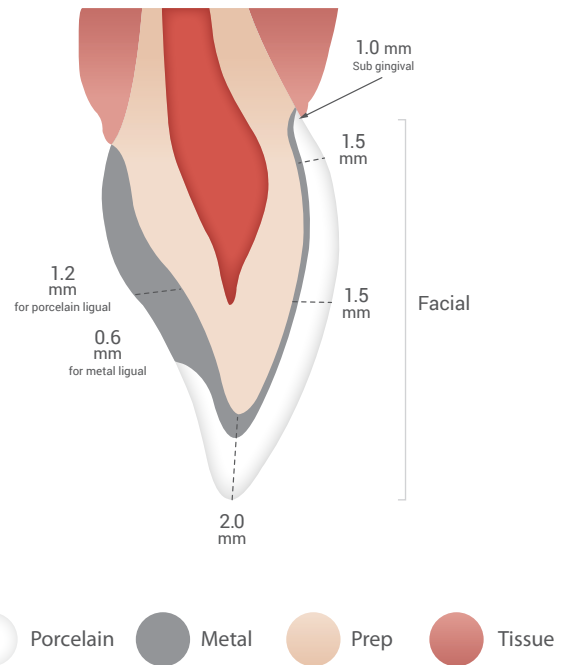 1.0 mm
Sub gingival
1.5
mm
1.2
mm
for porcelain ligual
1.5
mm
Facial
0.6
mm
for metal ligual
2.0
mm
Porcelain
Metal
Prep
Tissue